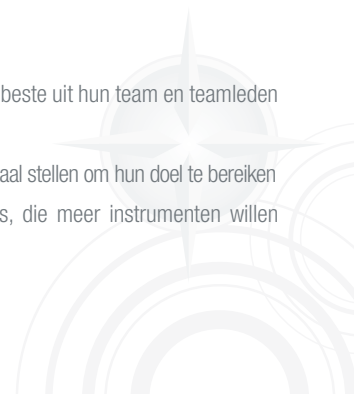 beste uit hun team en teamleden
aal stellen om hun doel te bereiken
s, die meer instrumenten willen